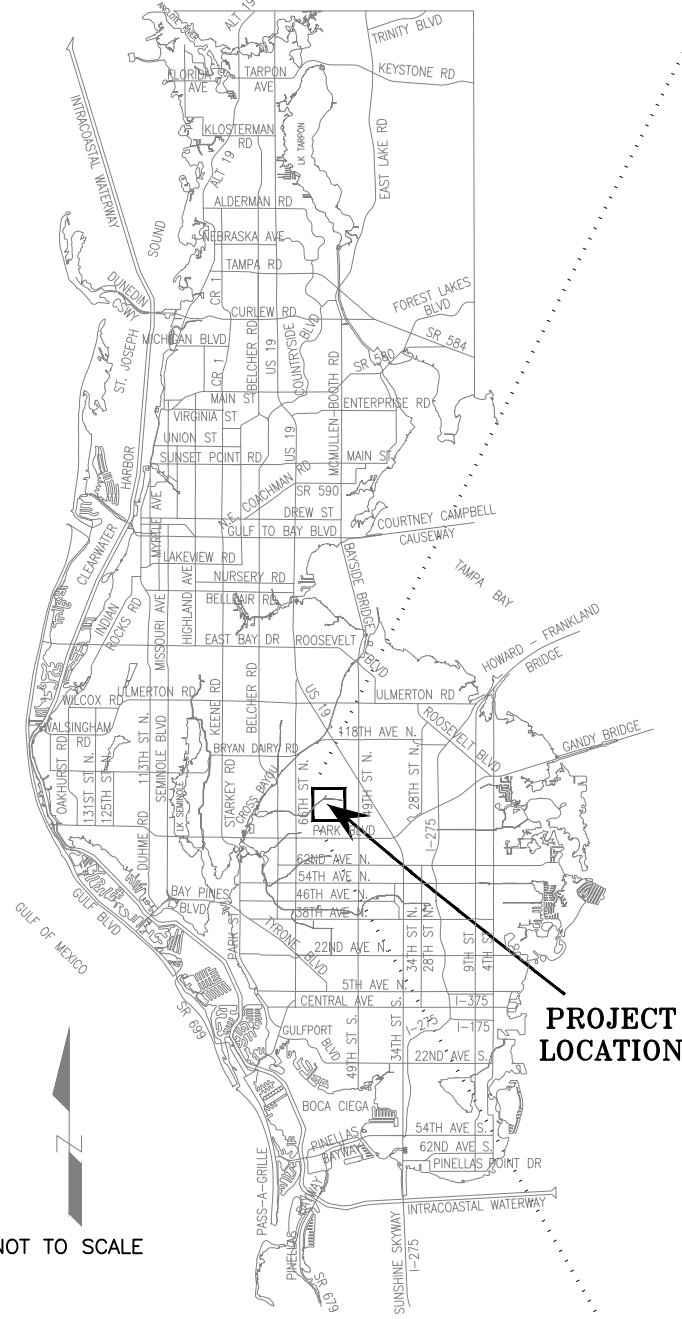 ANCLOTE RIVER
ALT 19
TRINITY BLVD
FLORIDA
AVE
TARPON
AVE
KEYSTONE RD
KLOSTERMAN
RD
LK TARPON
EAST LAKE RD
ALT 19
INTRACOASTAL WATERWAY
ALDERMAN RD
NEBRASKA AVE
SOUND
TAMPA RD
DUNEDIN
CSWY
CR 1
FOREST LAKES
BLVD
CURLEW RD
MICHIGAN BLVD
BELCHER RD
US 19
COUNTRYSIDE
BLVD
SR 584
SR 580
ST. JOSEPH
CR 1
MCMULLEN-BOOTH RD
MAIN ST
ENTERPRISE RD
VIRGINIA ST
UNION ST
US 19
SUNSET POINT RD
MAIN ST
HARBOR
N.E. COACHMAN RD
SR 590
MYRTLE AVE
DREW ST
COURTNEY CAMPBELL
CAUSEWAY
GULF TO BAY BLVD
CLEARWATER
LAKEVIEW RD
BAYSIDE BRIDGE
NURSERY RD
TAMPA BAY
HIGHLAND AVE
BELLEAIR RD
INDIAN
ROCKS RD
MISSOURI AVE
EAST BAY DR
ROOSEVELT
BLVD
HOWARD - FRANKLAND
BRIDGE
WILCOX RD
ULMERTON RD
KEENE RD
BELCHER RD
US 19
ULMERTON RD
WALSINGHAM
RD
113TH ST N.
SEMINOLE BLVD
118TH AVE N.
ROOSEVELT BLVD
BRYAN DAIRY RD
GANDY BRIDGE
OAKHURST RD
131ST ST N.
125TH ST N.
LK SEMINOLE
STARKEY RD
CROSS BAYOU
66TH ST N.
49TH ST N.
28TH ST N.
I-275
DUHME RD
PARK BLVD
62ND AVE N.
54TH AVE N.
BAY PINES
BLVD
46TH AVE N.
38TH AVE N.
GULF BLVD
PARK ST
TYRONE BLVD
34TH ST N.
28TH ST N.
9TH ST
4TH ST
22ND AVE N.
GULF OF MEXICO
5TH AVE N.
CENTRAL AVE
I-375
SR 699
GULFPORT
BLVD
49TH ST S.
34TH ST S.
I-275
I-175
22ND AVE S.
PROJECT
LOCATION
BOCA CIEGA
54TH AVE S.
PINELLAS
BAYWAY
62ND AVE S.
PINELLAS POINT DR
PASS-A-GRILLE
PINELLAS
BAYWAY
INTRACOASTAL WATERWAY
SUNSHINE SKYWAY
I-275
SR 679
Z
NOT TO SCALE